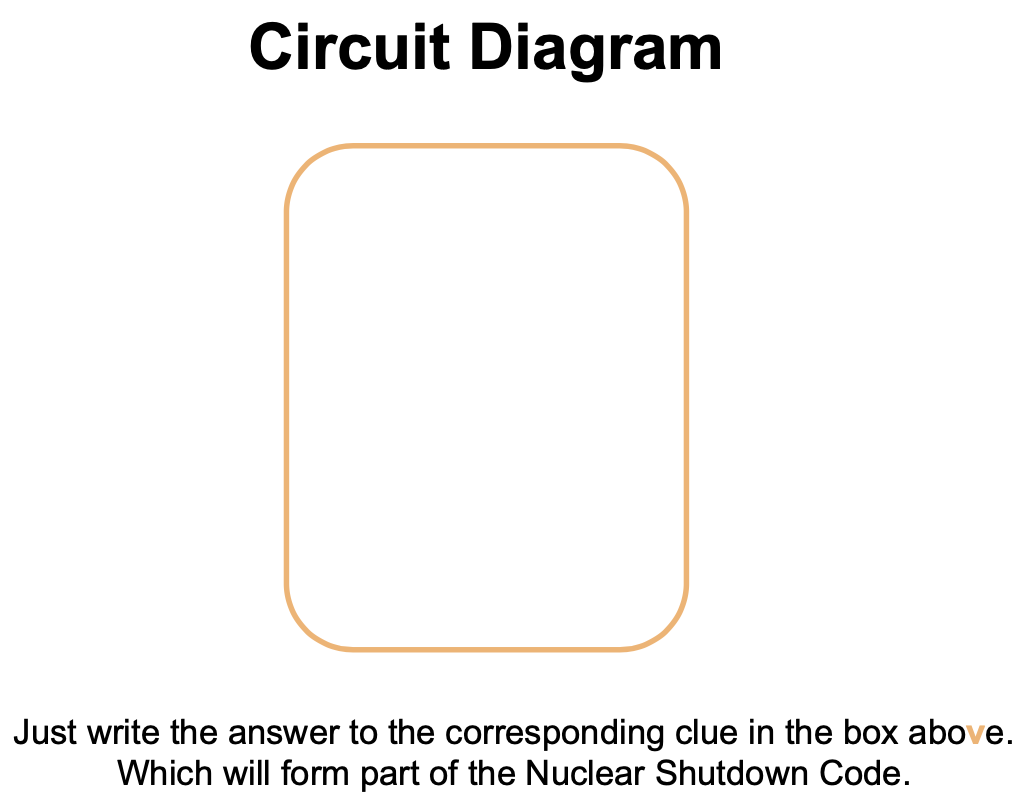 Circuit Diagram
Just write the answer to the corresponding clue in the box above.
Which will form part of the Nuclear Shutdown Code.